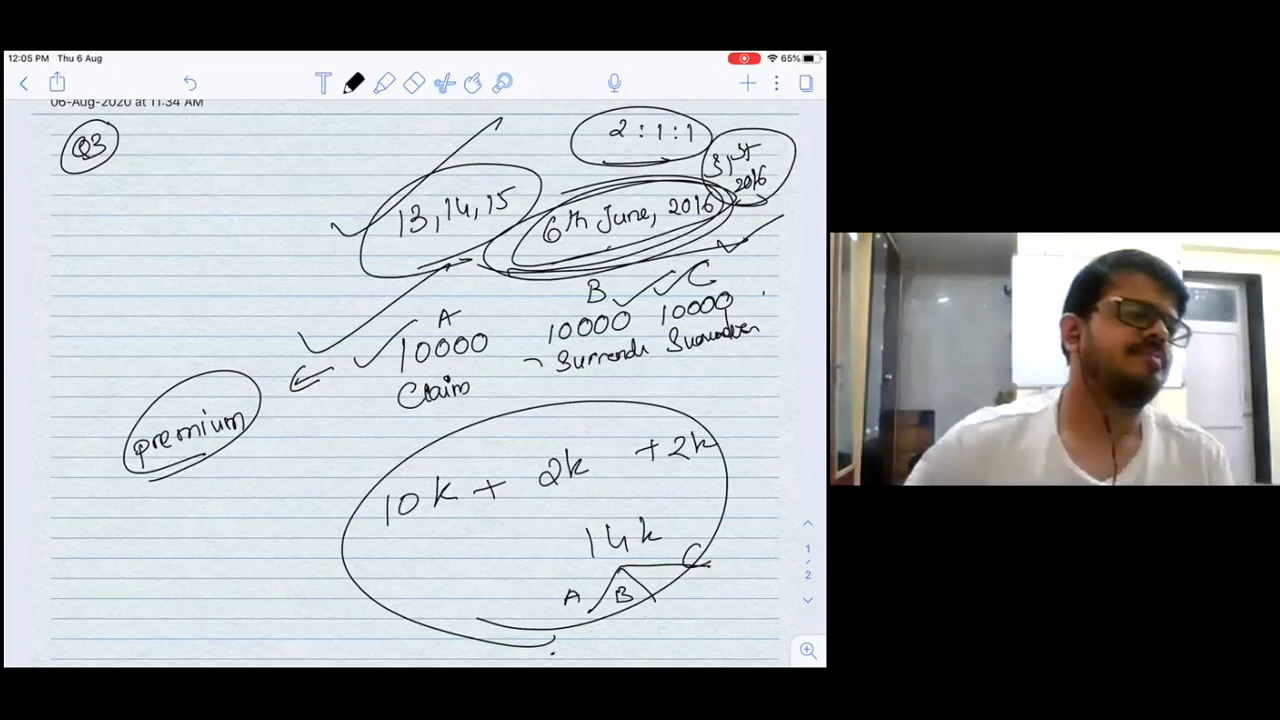 12:05 PM Thu 6 Aug
65%
T
06-Aug-2020 at 11:34 AM
Q3
2 : 1 : 1
31st
2016
13, 14, 15
6th June, 2016
A
B
C
10000
10000
10000
Claim
Surrender
Surrender
premium
10k + 2k + 2k
14k
A
B
C
1
/
2